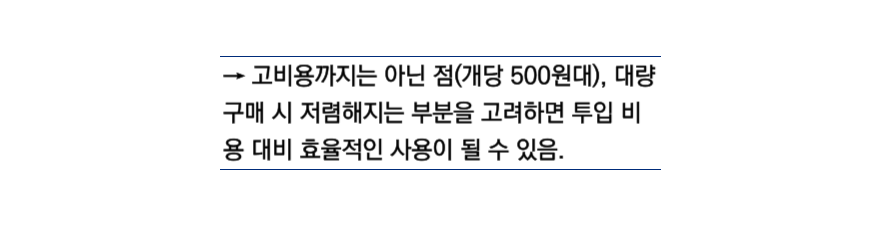 → 고비용까지는 아닌 점(개당 500원대), 대량
구매 시 저렴해지는 부분을 고려하면 투입 비
용 대비 효율적인 사용이 될 수 있음.